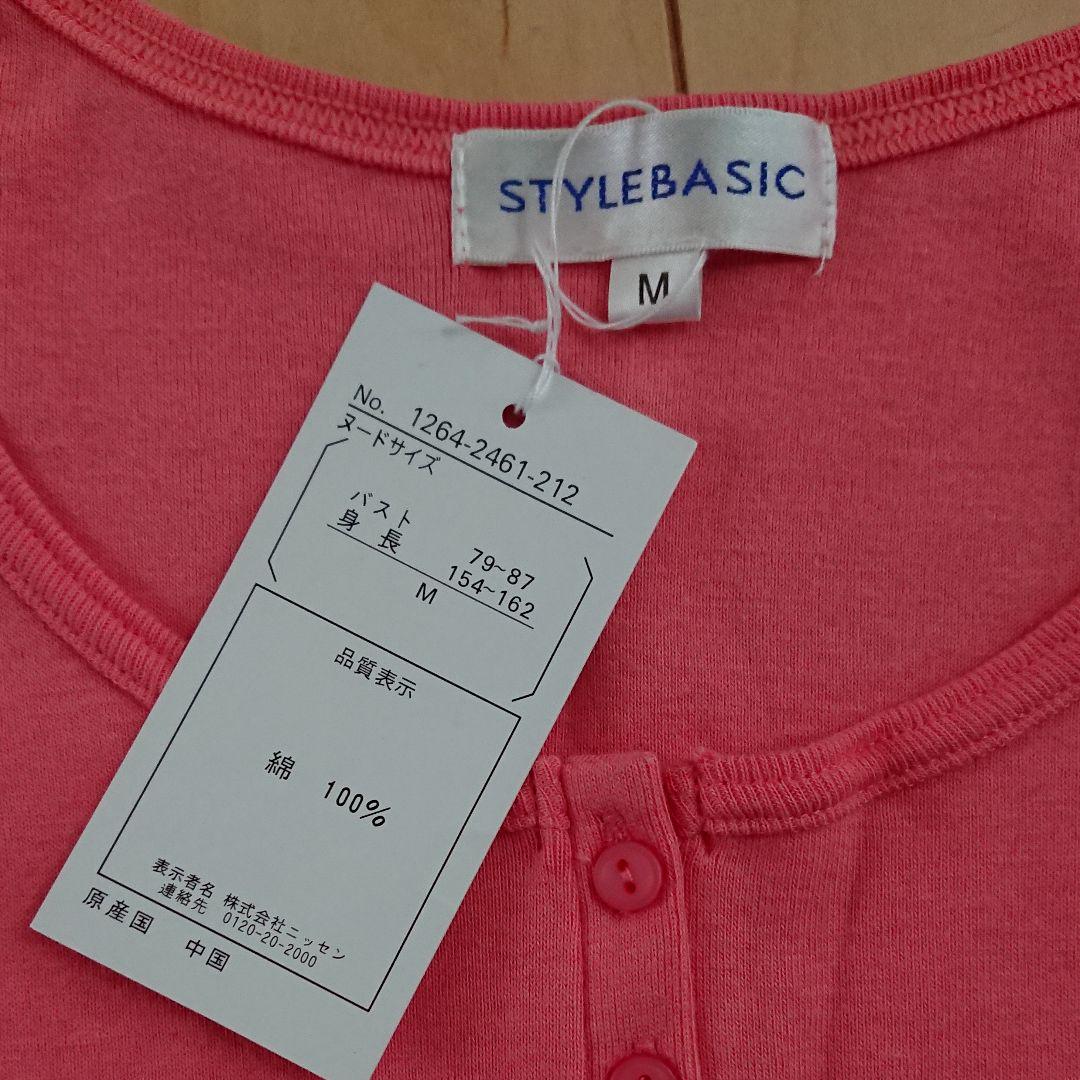 STYLEBASIC
M
No. 1264-2461-212
ヌードサイズ
バスト 79~87
身長 154~162
M
品質表示
綿 100%
表示者名 株式会社ニッセン
連絡先 0120-20-2000
原産国 中国